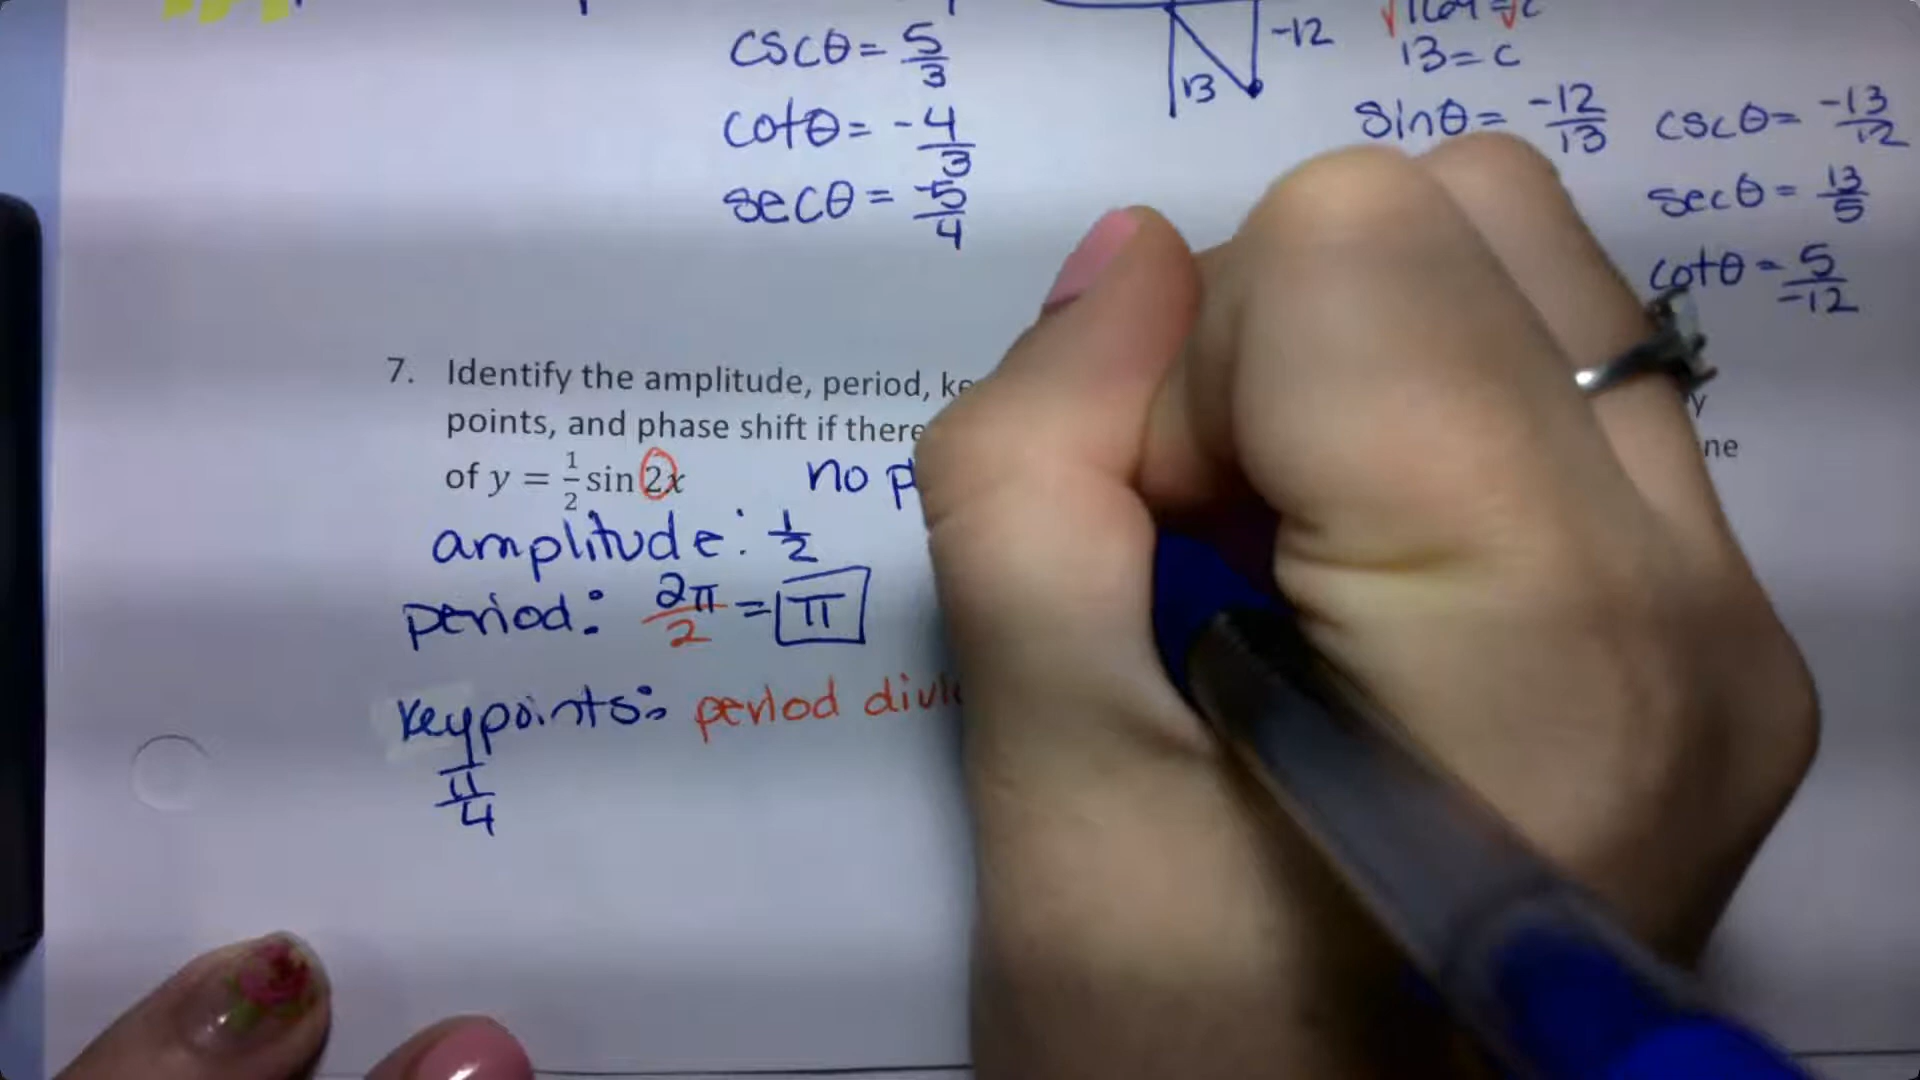 cscθ = 5/3
cotθ = -4/3
secθ = -5/4
-12
13
13 = c
sinθ = -12/13
cscθ = -13/12
secθ = 13/5
cotθ = 5/-12
7. Identify the amplitude, period, ke
points, and phase shift if there
of y = 1/2 sin 2x
no p
amplitude: 1/2
period: 2π/2 = π
keypoints: period divi
π/4
y
ne